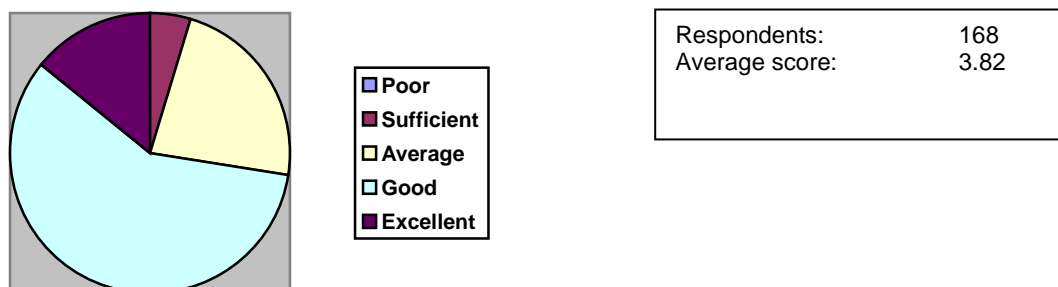 Poor
Sufficient
Average
Good
Excellent
Respondents: 168
Average score: 3.82